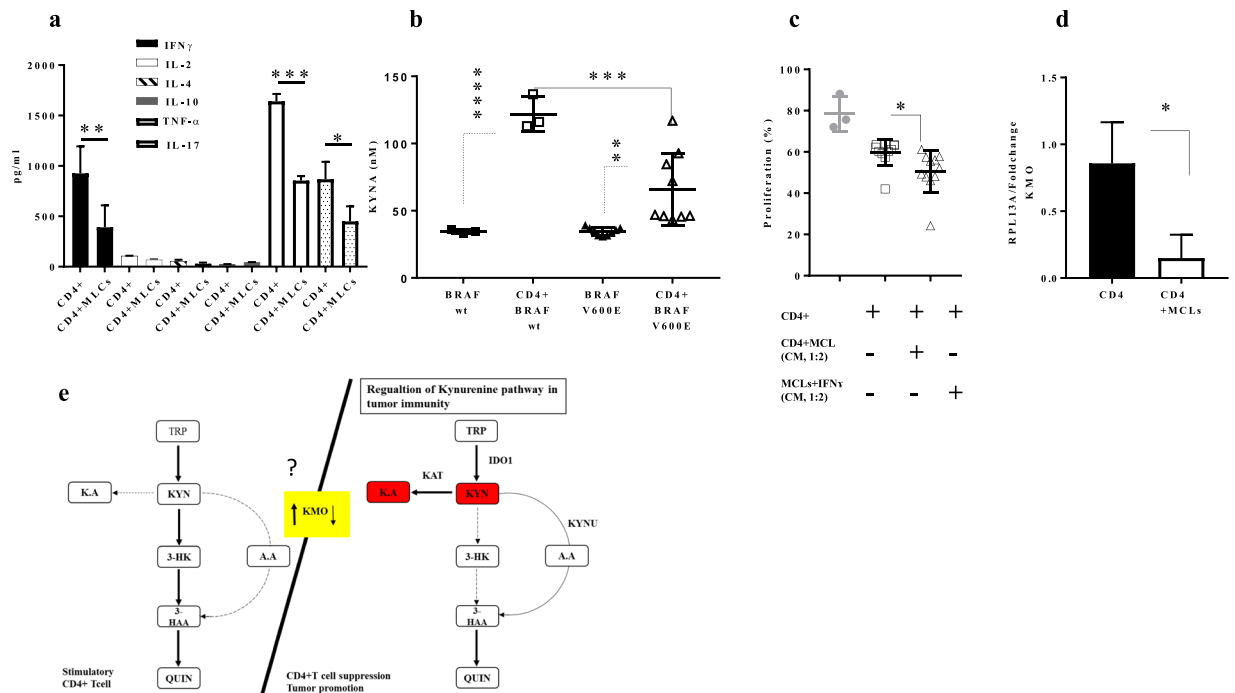 a
IFNγ
IL-2
IL-4
IL-10
TNF-α
IL-17
2000
1500
1000
500
0
pg/ml
**
***
*
CD4+
CD4+MLCs
CD4+
CD4+MLCs
CD4+
CD4+MLCs
CD4+
CD4+MLCs
CD4+
CD4+MLCs
CD4+
CD4+MLCs
b
150
100
50
0
KYNA (nM)
****
***
**
BRAF
wt
CD4+
BRAF
wt
BRAF
V600E
CD4+
BRAF
V600E
c
100
80
60
40
20
0
Proliferation (%)
*
CD4+ + + +
CD4+MCL
(CM, 1:2) - + -
MCLs+IFNɤ
(CM, 1:2) - - +
d
1.5
1.0
0.5
0.0
RPL13A/Foldchange
KMO
*
CD4
CD4
+MCLs
e
TRP
K.A
KYN
3-HK
A.A
3-
HAA
QUIN
Stimulatory
CD4+ Tcell
?
KMO
Regualtion of Kynurenine pathway in
tumor immunity
TRP
IDO1
KAT
K.A
KYN
KYNU
3-HK
A.A
3-
HAA
QUIN
CD4+T cell suppression
Tumor promotion